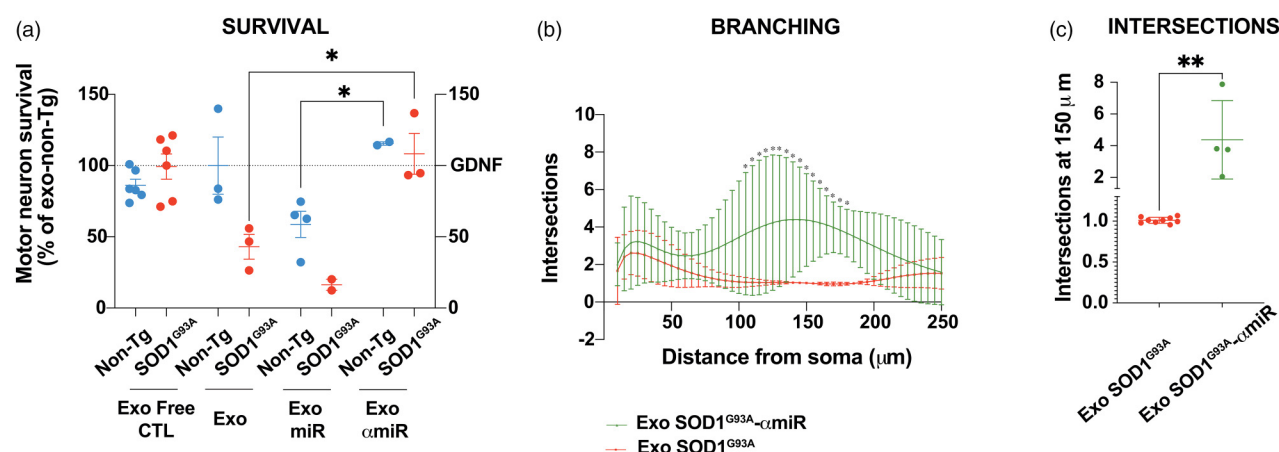 (a)
SURVIVAL
*
*
Motor neuron survival
(% of exo-non-Tg)
150
100
50
0
150
GDNF
50
0
Non-Tg
SOD1G93A
Non-Tg
SOD1G93A
Non-Tg
SOD1G93A
Non-Tg
SOD1G93A
Exo Free
CTL
Exo
Exo
miR
Exo
αmiR
(b)
BRANCHING
Intersections
10
8
6
4
2
0
-2
****************
50
100
150
200
250
Distance from soma (μm)
Exo SOD1G93A-αmiR
Exo SOD1G93A
(c)
INTERSECTIONS
**
Intersections at 150 μm
8
6
4
2
1.0
0.5
0.0
Exo SOD1G93A
Exo SOD1G93A-αmiR